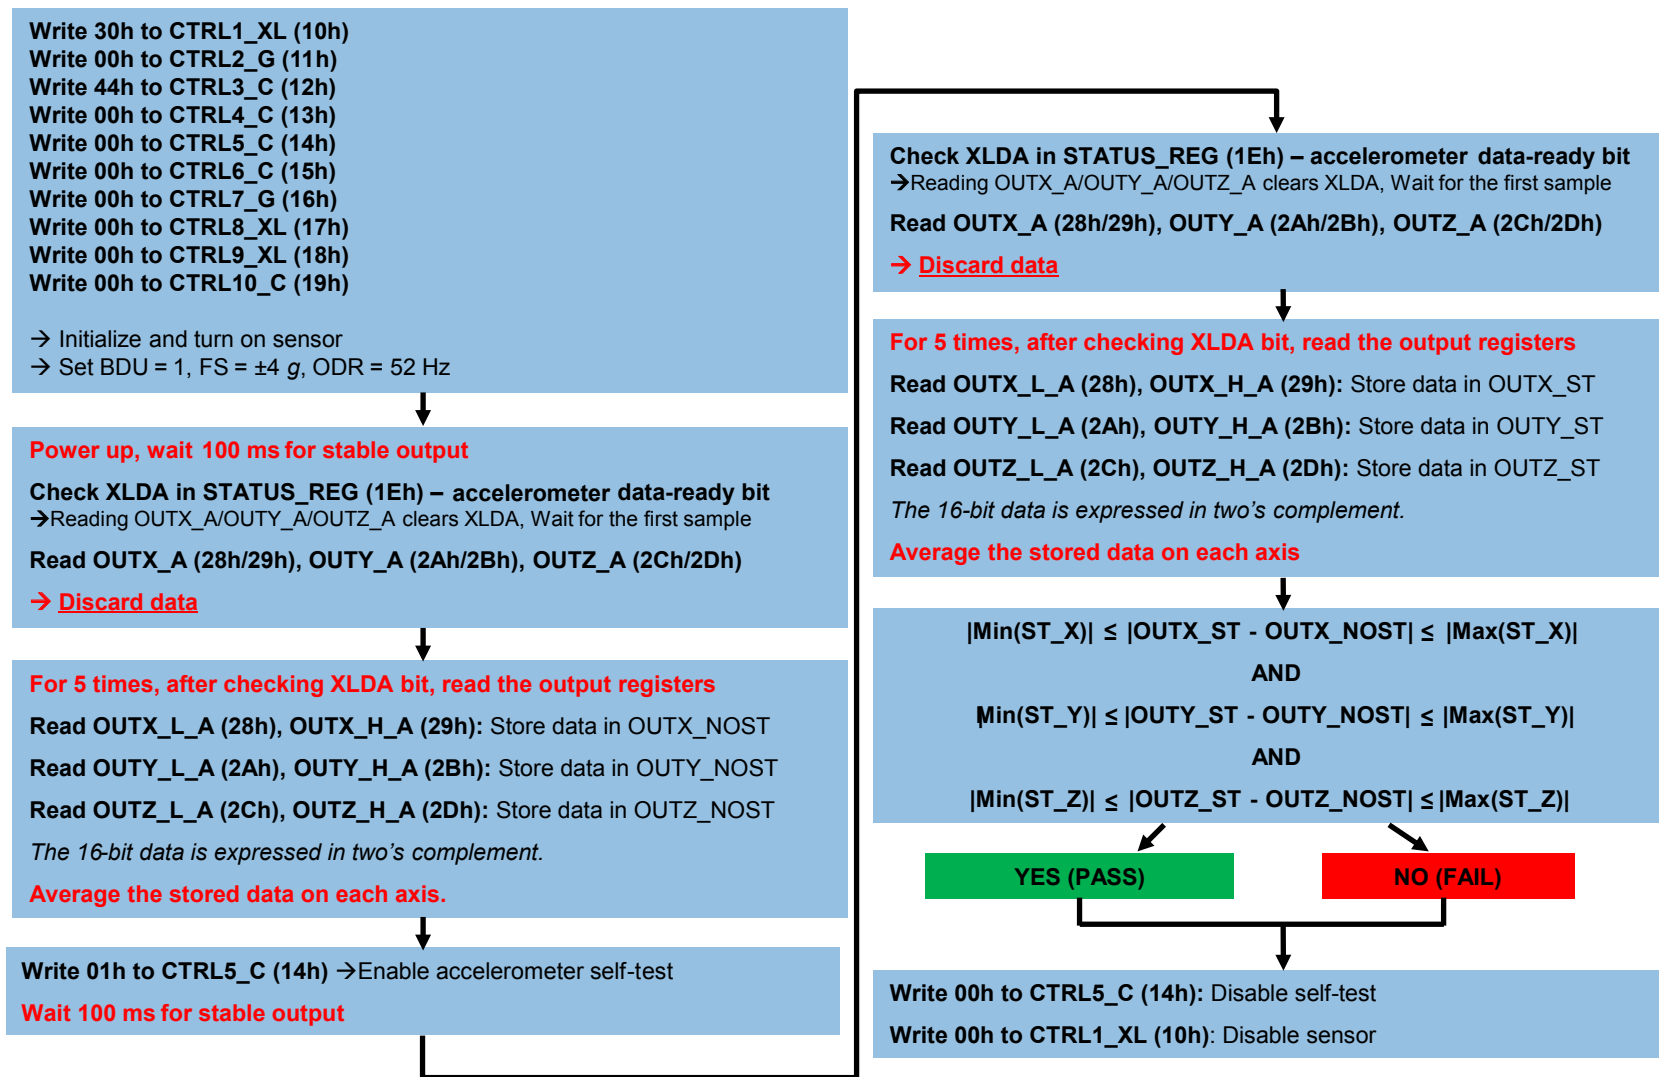 Write 30h to CTRL1_XL (10h)
Write 00h to CTRL2_G (11h)
Write 44h to CTRL3_C (12h)
Write 00h to CTRL4_C (13h)
Write 00h to CTRL5_C (14h)
Write 00h to CTRL6_C (15h)
Write 00h to CTRL7_G (16h)
Write 00h to CTRL8_XL (17h)
Write 00h to CTRL9_XL (18h)
Write 00h to CTRL10_C (19h)
→ Initialize and turn on sensor
→ Set BDU = 1, FS = ±4 g, ODR = 52 Hz
Power up, wait 100 ms for stable output
Check XLDA in STATUS_REG (1Eh) – accelerometer data-ready bit
→Reading OUTX_A/OUTY_A/OUTZ_A clears XLDA, Wait for the first sample
Read OUTX_A (28h/29h), OUTY_A (2Ah/2Bh), OUTZ_A (2Ch/2Dh)
→ Discard data
For 5 times, after checking XLDA bit, read the output registers
Read OUTX_L_A (28h), OUTX_H_A (29h): Store data in OUTX_NOST
Read OUTY_L_A (2Ah), OUTY_H_A (2Bh): Store data in OUTY_NOST
Read OUTZ_L_A (2Ch), OUTZ_H_A (2Dh): Store data in OUTZ_NOST
The 16-bit data is expressed in two's complement.
Average the stored data on each axis.
Write 01h to CTRL5_C (14h) →Enable accelerometer self-test
Wait 100 ms for stable output
Check XLDA in STATUS_REG (1Eh) – accelerometer data-ready bit
→Reading OUTX_A/OUTY_A/OUTZ_A clears XLDA, Wait for the first sample
Read OUTX_A (28h/29h), OUTY_A (2Ah/2Bh), OUTZ_A (2Ch/2Dh)
→ Discard data
For 5 times, after checking XLDA bit, read the output registers
Read OUTX_L_A (28h), OUTX_H_A (29h): Store data in OUTX_ST
Read OUTY_L_A (2Ah), OUTY_H_A (2Bh): Store data in OUTY_ST
Read OUTZ_L_A (2Ch), OUTZ_H_A (2Dh): Store data in OUTZ_ST
The 16-bit data is expressed in two's complement.
Average the stored data on each axis
|Min(ST_X)| ≤ |OUTX_ST - OUTX_NOST| ≤ |Max(ST_X)|
AND
|Min(ST_Y)| ≤ |OUTY_ST - OUTY_NOST| ≤ |Max(ST_Y)|
AND
|Min(ST_Z)| ≤ |OUTZ_ST - OUTZ_NOST| ≤ |Max(ST_Z)|
YES (PASS)
NO (FAIL)
Write 00h to CTRL5_C (14h): Disable self-test
Write 00h to CTRL1_XL (10h): Disable sensor